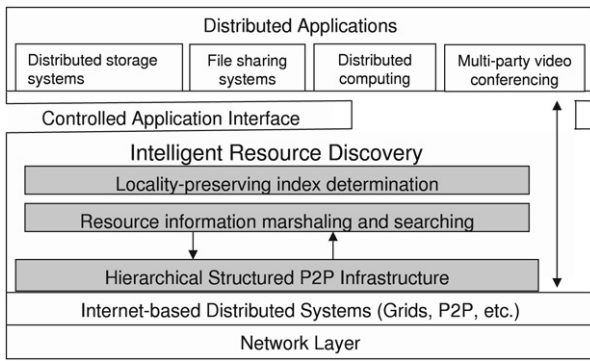 Distributed Applications
Distributed storage
systems
File sharing
systems
Distributed
computing
Multi-party video
conferencing
Controlled Application Interface
Intelligent Resource Discovery
Locality-preserving index determination
Resource information marshaling and searching
Hierarchical Structured P2P Infrastructure
Internet-based Distributed Systems (Grids, P2P, etc.)
Network Layer